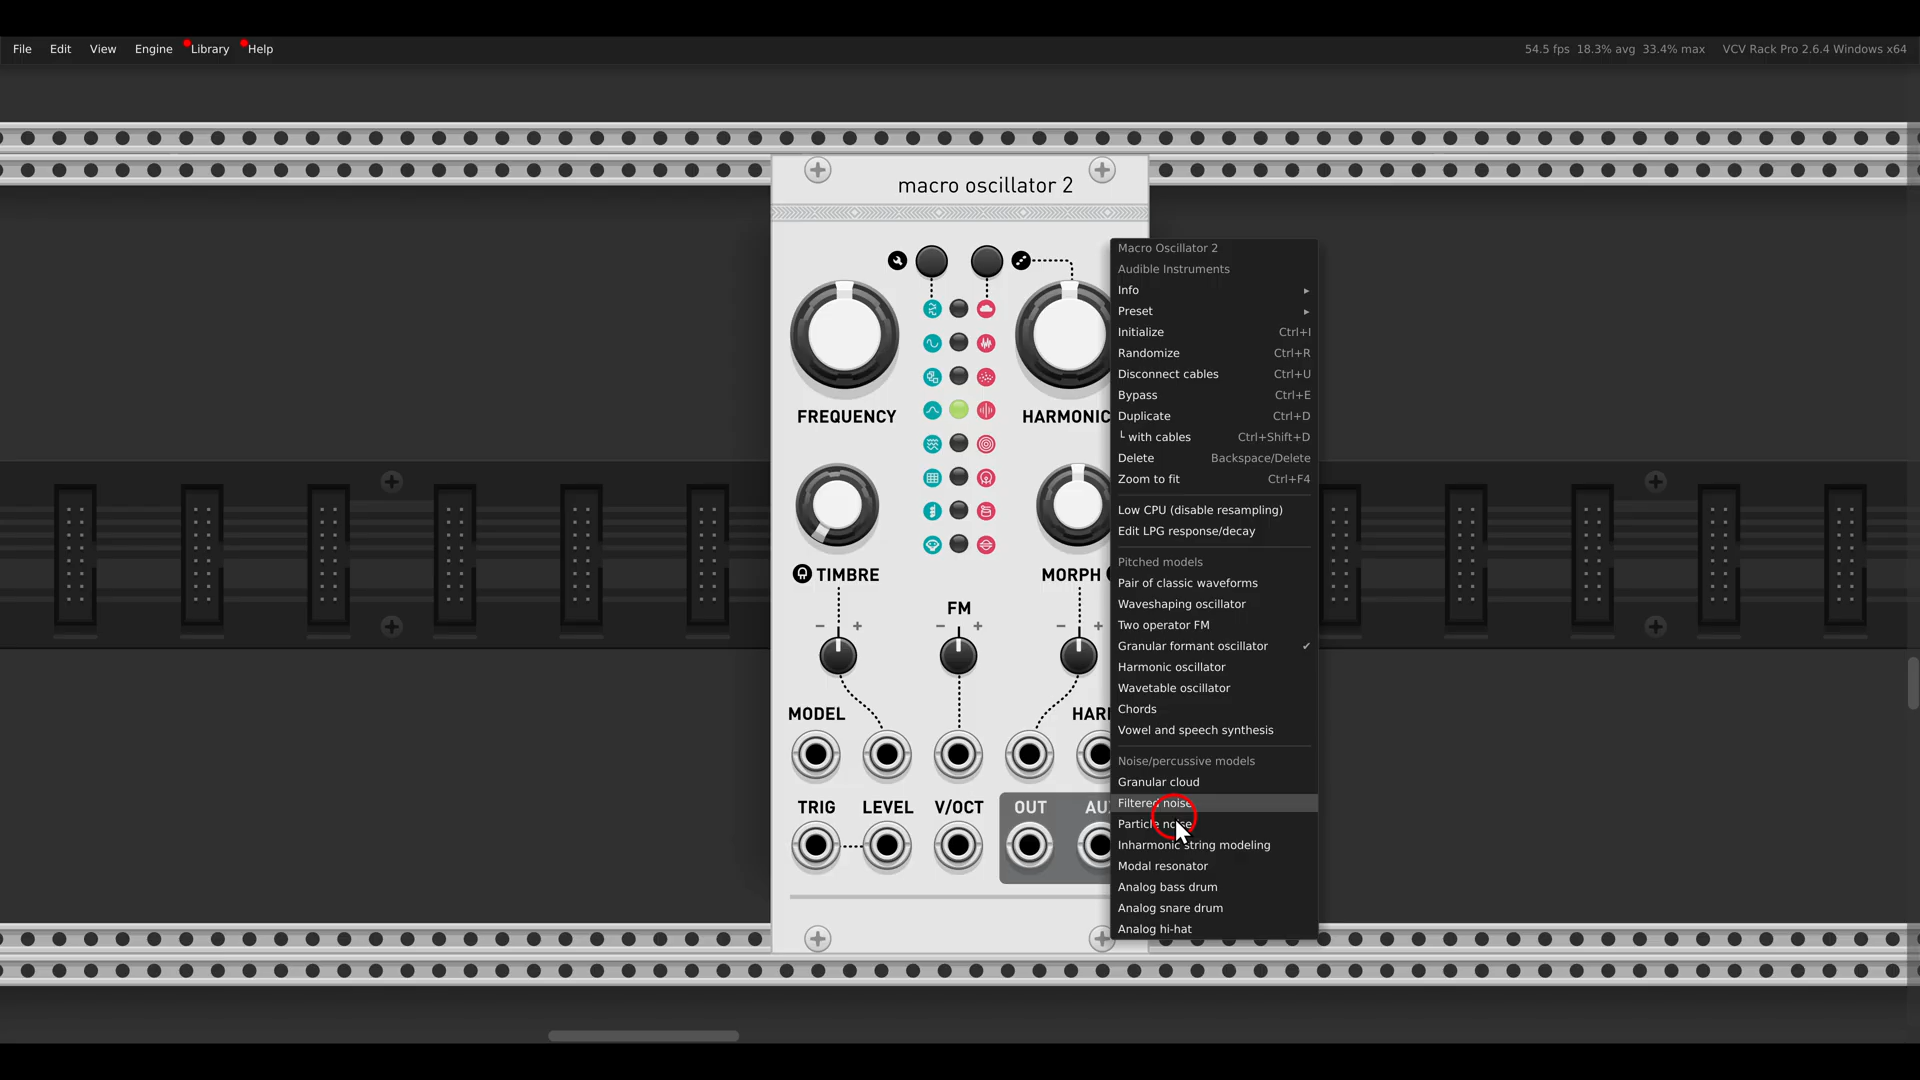 File Edit View Engine Library Help
54.5 fps 18.3% avg 33.4% max VCV Rack Pro 2.6.4 Windows x64
macro oscillator 2
FREQUENCY
HARMONIC
TIMBRE
MORPH
FM
− + − + − +
MODEL
HARM
TRIG LEVEL V/OCT OUT AU
Macro Oscillator 2
Audible Instruments
Info
Preset
Initialize Ctrl+I
Randomize Ctrl+R
Disconnect cables Ctrl+U
Bypass Ctrl+E
Duplicate Ctrl+D
└ with cables Ctrl+Shift+D
Delete Backspace/Delete
Zoom to fit Ctrl+F4
Low CPU (disable resampling)
Edit LPG response/decay
Pitched models
Pair of classic waveforms
Waveshaping oscillator
Two operator FM
Granular formant oscillator ✔
Harmonic oscillator
Wavetable oscillator
Chords
Vowel and speech synthesis
Noise/percussive models
Granular cloud
Filtered noise
Particle noise
Inharmonic string modeling
Modal resonator
Analog bass drum
Analog snare drum
Analog hi-hat